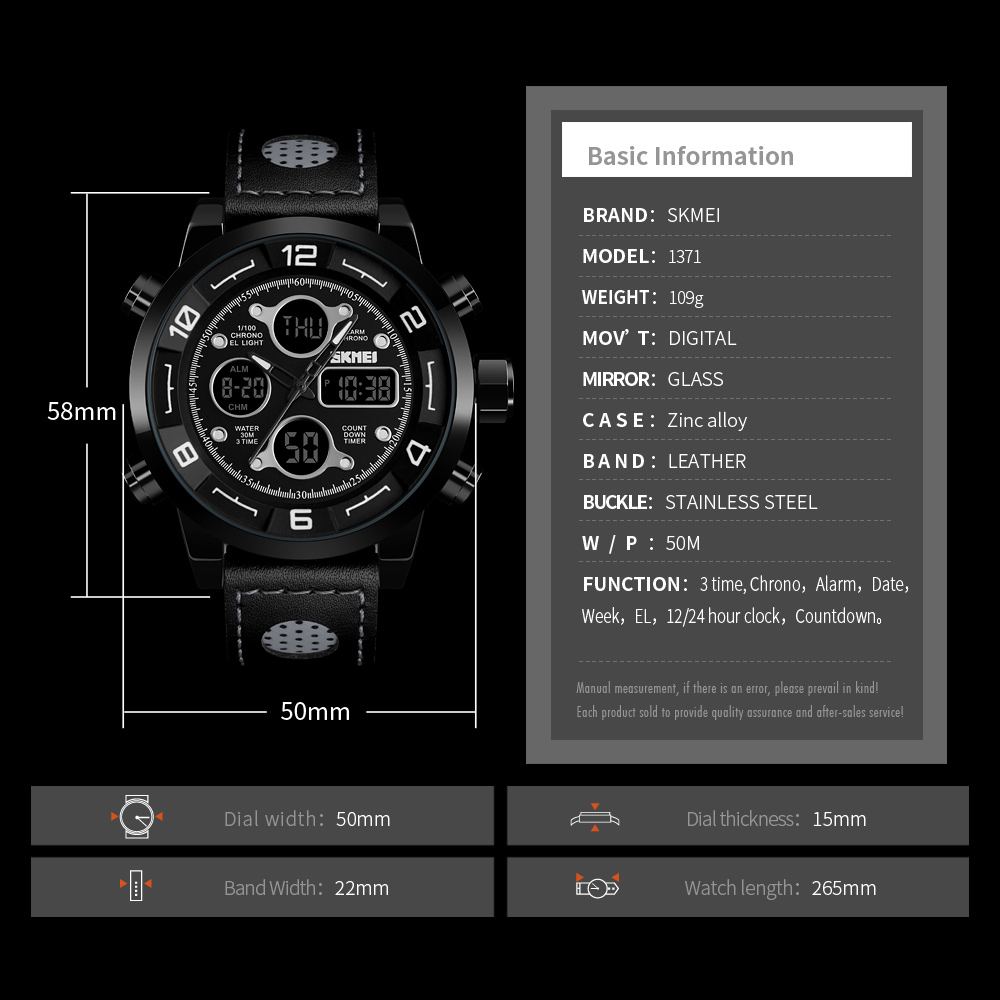 12
2
4
6
8
10
60
05
15
25
30
35
40
45
55
1/100
CHRONO
EL LIGHT
THU
SKMEI
ALM
8-20
CHM
P 10:38
WATER
30M
3 TIME
50
COUNT
DOWN
TIMER
58mm
50mm
Basic Information
BRAND： SKMEI
MODEL： 1371
WEIGHT： 109g
MOV’T： DIGITAL
MIRROR： GLASS
CASE： Zinc alloy
BAND： LEATHER
BUCKLE： STAINLESS STEEL
W / P ： 50M
FUNCTION： 3 time, Chrono，Alarm，Date，
Week，EL，12/24 hour clock，Countdown。
Manual measurement, if there is an error, please prevail in kind!
Each product sold to provide quality assurance and after-sales service!
Dial width： 50mm
Dial thickness： 15mm
Band Width： 22mm
Watch length： 265mm